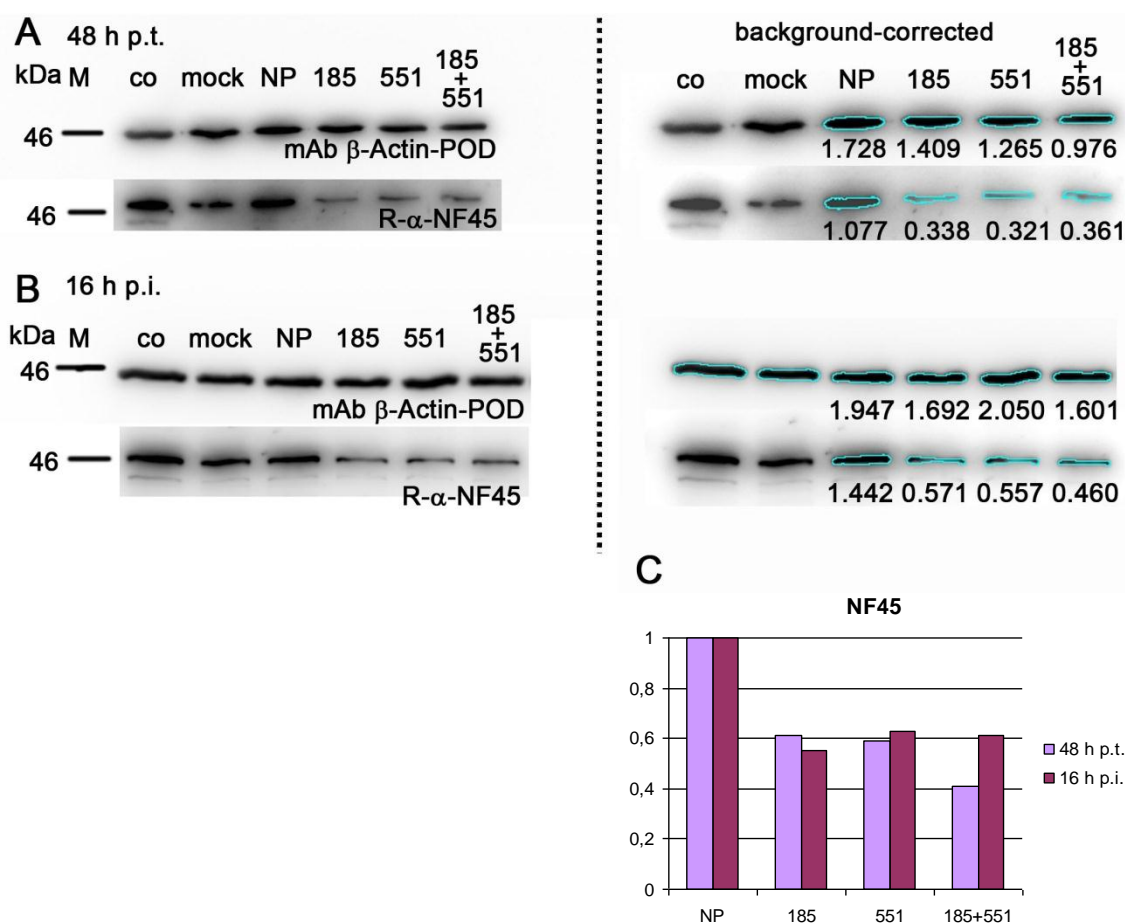 A 48 h p.t.
kDa M co mock NP 185 551 185
+
551
46
mAb β-Actin-POD
46
R-α-NF45
background-corrected
co mock NP 185 551 185
+
551
1.728 1.409 1.265 0.976
1.077 0.338 0.321 0.361
B 16 h p.i.
kDa M co mock NP 185 551 185
+
551
46
mAb β-Actin-POD
46
R-α-NF45
1.947 1.692 2.050 1.601
1.442 0.571 0.557 0.460
C
NF45
1
0,8
0,6
0,4
0,2
0
NP 185 551 185+551
48 h p.t.
16 h p.i.